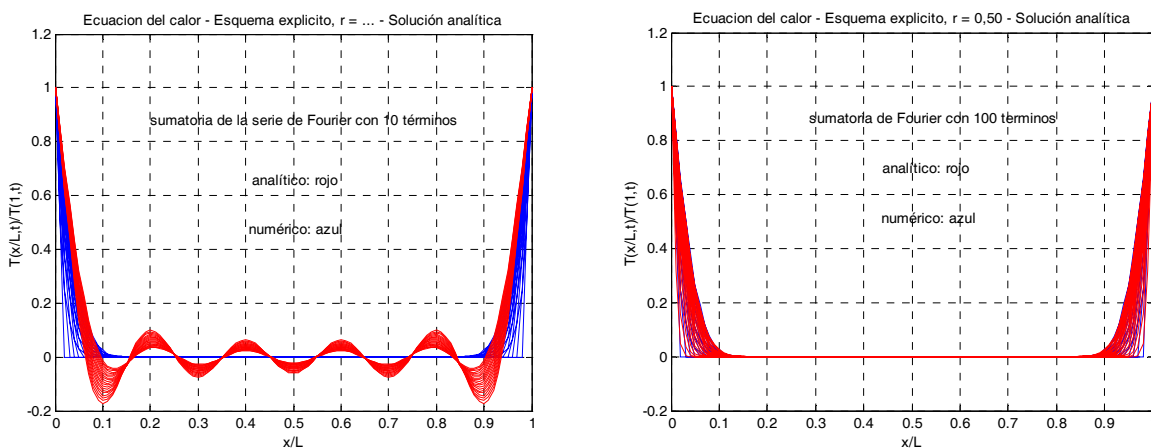 Ecuacion del calor - Esquema explicito, r = ... - Solución analítica
1.2
1
0.8
0.6
0.4
0.2
0
-0.2
T(x/L,t)/T(1,t)
sumatoria de la serie de Fourier con 10 términos
analítico: rojo
numérico: azul
0 0.1 0.2 0.3 0.4 0.5 0.6 0.7 0.8 0.9 1
x/L
Ecuacion del calor - Esquema explicito, r = 0,50 - Solución analítica
1.2
1
0.8
0.6
0.4
0.2
0
-0.2
T(x/L,t)/T(1,t)
sumatoria de Fourier con 100 terminos
analítico: rojo
numérico: azul
0 0.1 0.2 0.3 0.4 0.5 0.6 0.7 0.8 0.9
x/L